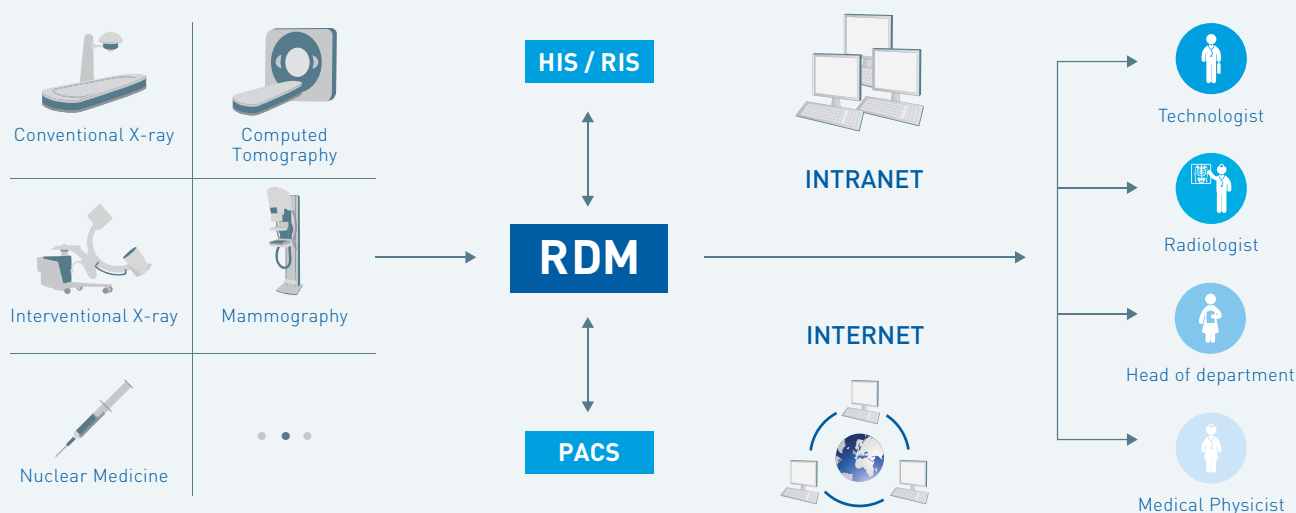 Conventional X-ray
Computed
Tomography
Interventional X-ray
Mammography
Nuclear Medicine
HIS / RIS
RDM
PACS
INTRANET
INTERNET
Technologist
Radiologist
Head of department
Medical Physicist